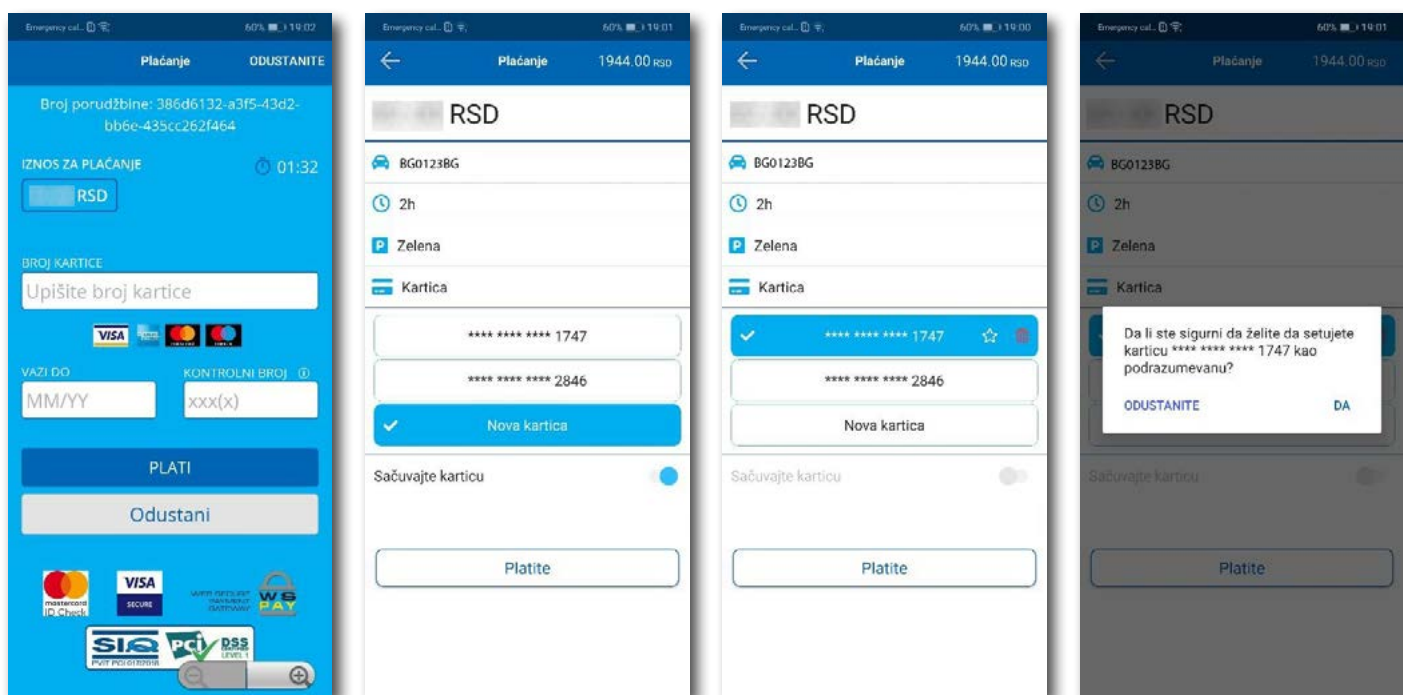 Emergency cal...
60% 19:02
Plaćanje
ODUSTANITE
Broj porudžbine: 386d6132-a3f5-43d2-
bb6e-435cc262f464
IZNOS ZA PLAĆANJE
01:32
RSD
BROJ KARTICE
Upišite broj kartice
VISA
VAZI DO
KONTROLNI BROJ
MM/YY
xxx(x)
PLATI
Odustani
mastercard
ID Check
VISA
SECURE
WEB SECURE
PAYMENT
GATEWAY
WS
PAY
SIQ
PCI DSS
LEVEL 1
Emergency cal...
60% 19:01
Plaćanje
1944.00 RSD
RSD
BG0123BG
2h
P Zelena
Kartica
**** **** **** 1747
**** **** **** 2846
Nova kartica
Sačuvajte karticu
Platite
Emergency cal...
60% 19:00
Plaćanje
1944.00 RSD
RSD
BG0123BG
2h
P Zelena
Kartica
**** **** **** 1747
**** **** **** 2846
Nova kartica
Sačuvajte karticu
Platite
Emergency cal...
60% 19:01
Plaćanje
1944.00 RSD
RSD
BG0123BG
2h
P Zelena
Kartica
Da li ste sigurni da želite da setujete
karticu **** **** **** 1747 kao
podrazumevanu?
ODUSTANITE
DA
Sačuvajte karticu
Platite